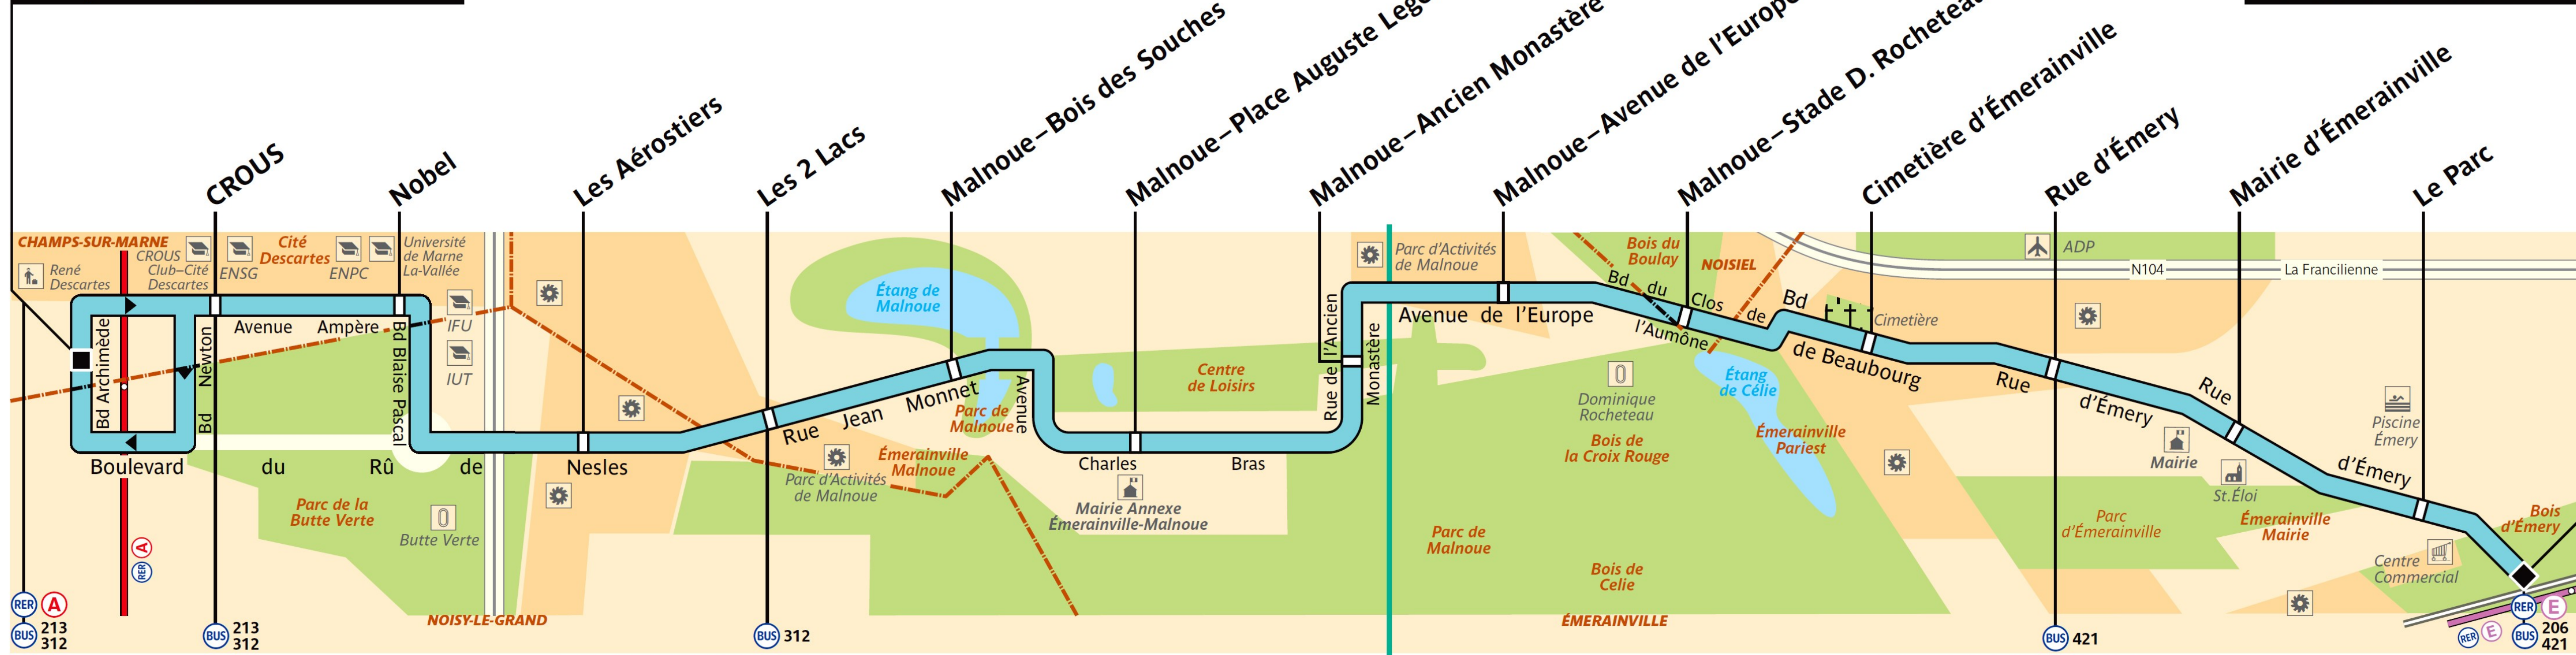 CROUS
Nobel
Les Aérostiers
Les 2 Lacs
Malnoue–Bois des Souches
Malnoue–Place Auguste
Malnoue–Ancien Monastère
Malnoue–Avenue de l'Europe
Malnoue–Stade D. Rocheteau
Cimetière d'Émerainville
Rue d'Émery
Mairie d'Émerainville
Le Parc
CHAMPS-SUR-MARNE
René
Descartes
CROUS
Club–Cité
Descartes
ENSG
Cité
Descartes
ENPC
Université
de Marne
La-Vallée
IFU
IUT
Bd Archimède
Bd Newton
Avenue Ampère
Bd Blaise Pascal
Boulevard du Rû de Nesles
Parc de la
Butte Verte
Butte Verte
NOISY-LE-GRAND
Rue Jean Monnet
Parc d'Activités
de Malnoue
Émerainville
Malnoue
Étang de
Malnoue
Parc de
Malnoue
Avenue
Charles Bras
Mairie Annexe
Émerainville-Malnoue
Centre
de Loisirs
Rue de l'Ancien
Monastère
Parc d'Activités
de Malnoue
Avenue de l'Europe
Parc de
Malnoue
Bois du
Boulay
NOISIEL
Bd du Clos de
l'Aumône
Dominique
Rocheteau
Bois de
la Croix Rouge
Bois de
Celie
ÉMERAINVILLE
Étang
de Célie
Émerainville
Pariest
Bd
de Beaubourg
Cimetière
ADP
N104
La Francilienne
Rue
d'Émery
Rue
d'Émery
Mairie
St.Éloi
Parc
d'Émerainville
Émerainville
Mairie
Piscine
Émery
Centre
Commercial
Bois
d'Émery
A
RER
RER A
BUS 213
312
BUS 213
312
BUS 312
BUS 421
RER E
RER E
BUS 206
421